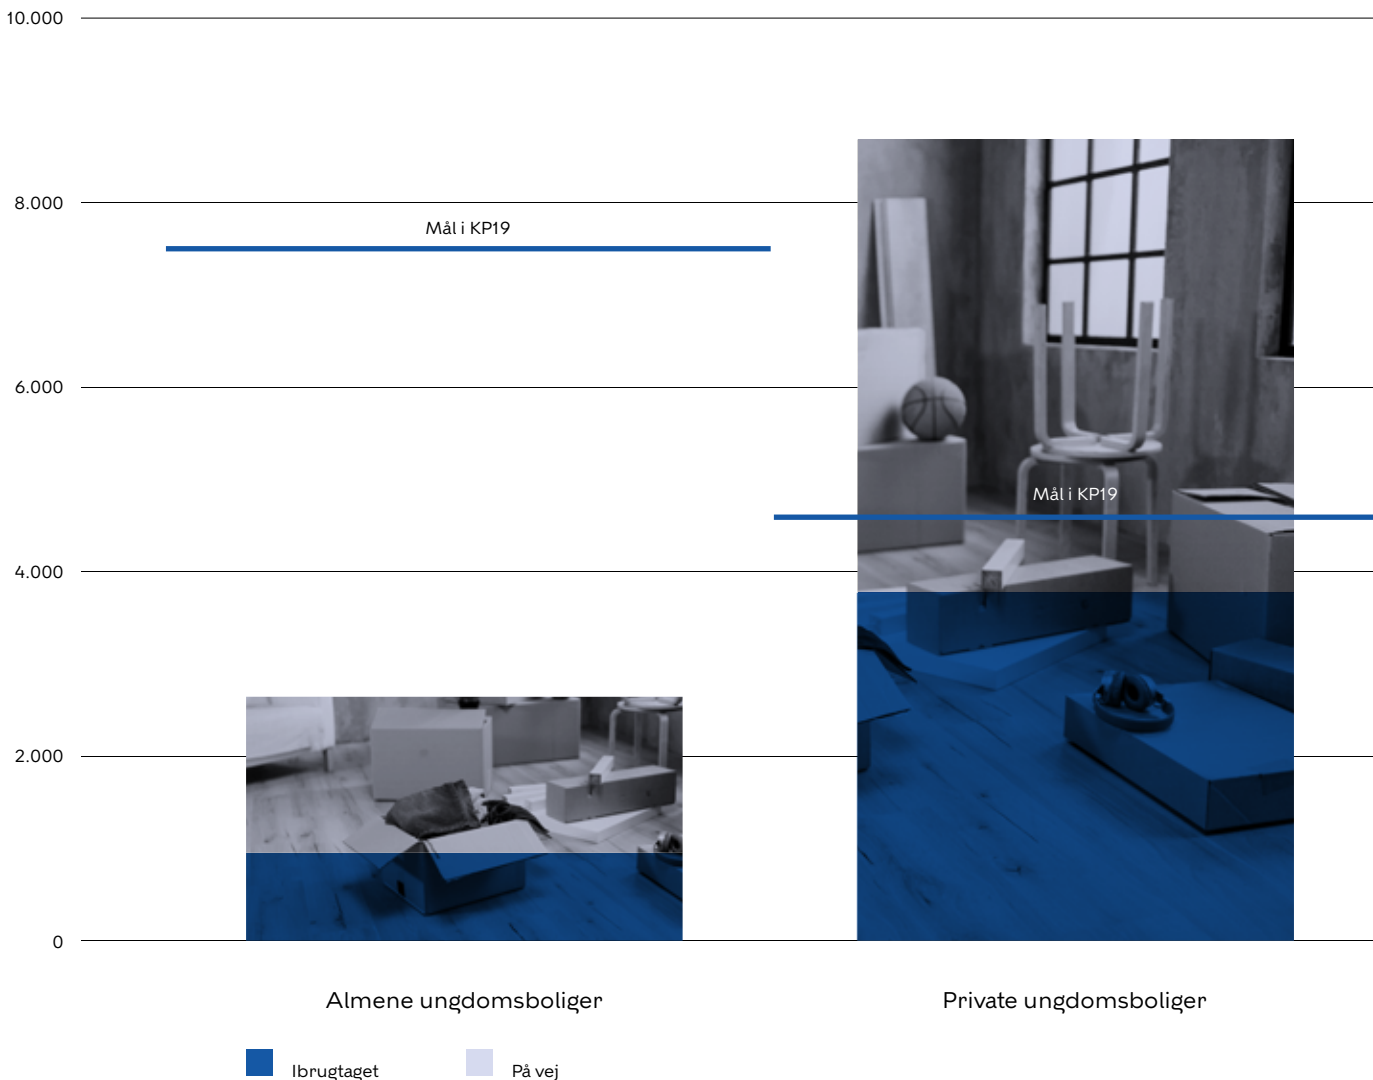 10.000
8.000
Mål i KP19
6.000
Mål i KP19
4.000
2.000
0
Almene ungdomsboliger
Private ungdomsboliger
Ibrugtaget
På vej